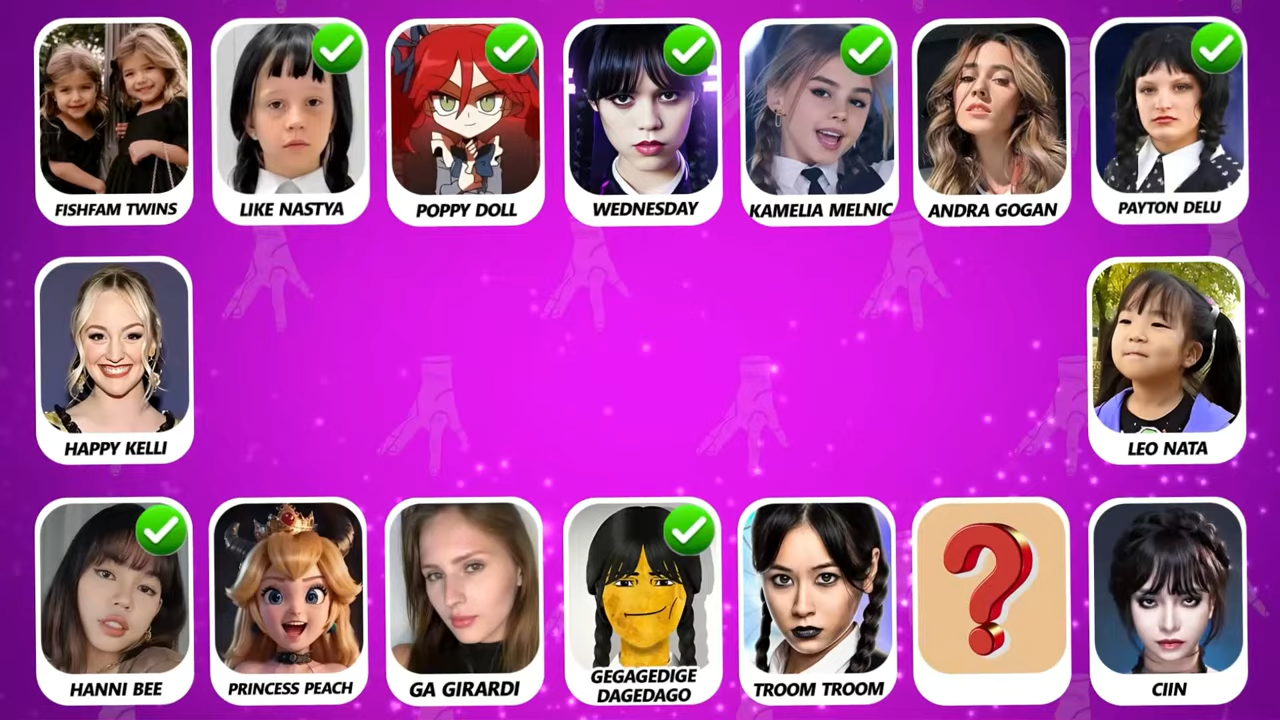 FISHFAM TWINS
LIKE NASTYA
POPPY DOLL
WEDNESDAY
KAMELIA MELNIC
ANDRA GOGAN
PAYTON DELU
HAPPY KELLI
LEO NATA
HANNI BEE
PRINCESS PEACH
GA GIRARDI
GEGAGEDIGE
DAGEDAGO
TROOM TROOM
?
CIIN